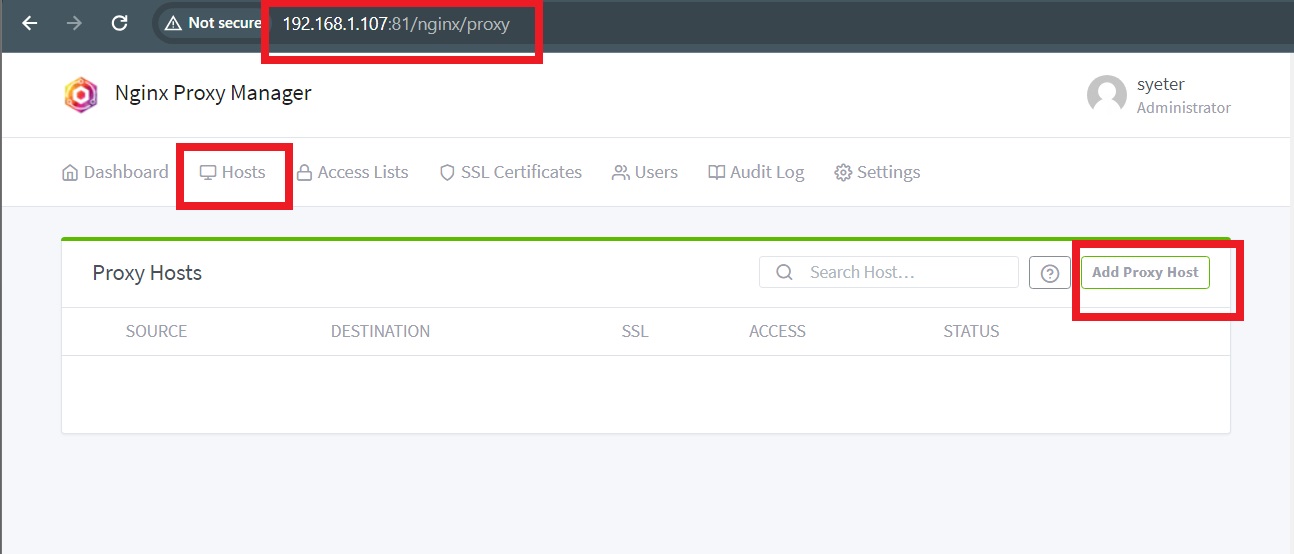 Not secure 192.168.1.107:81/nginx/proxy
Nginx Proxy Manager
syeter
Administrator
Dashboard Hosts Access Lists SSL Certificates Users Audit Log Settings
Proxy Hosts Search Host... Add Proxy Host
SOURCE DESTINATION SSL ACCESS STATUS